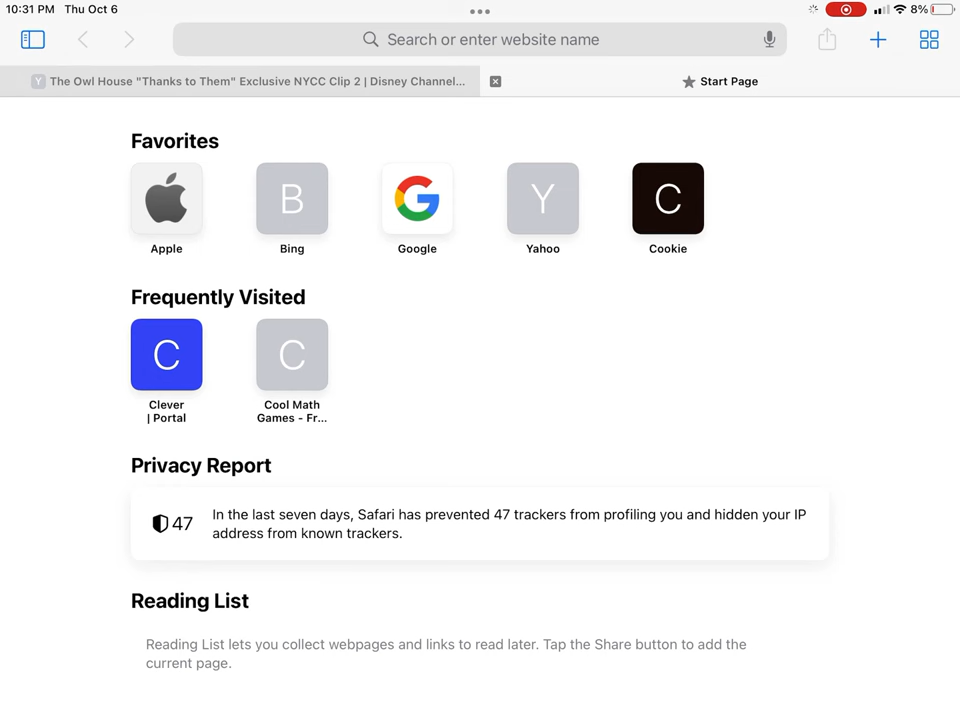 10:31 PM Thu Oct 6
8%
Search or enter website name
Y The Owl House "Thanks to Them" Exclusive NYCC Clip 2 | Disney Channel...
Start Page
Favorites
B
G
Y
C
Apple
Bing
Google
Yahoo
Cookie
Frequently Visited
C
C
Clever
| Portal
Cool Math
Games - Fr...
Privacy Report
47
In the last seven days, Safari has prevented 47 trackers from profiling you and hidden your IP
address from known trackers.
Reading List
Reading List lets you collect webpages and links to read later. Tap the Share button to add the
current page.